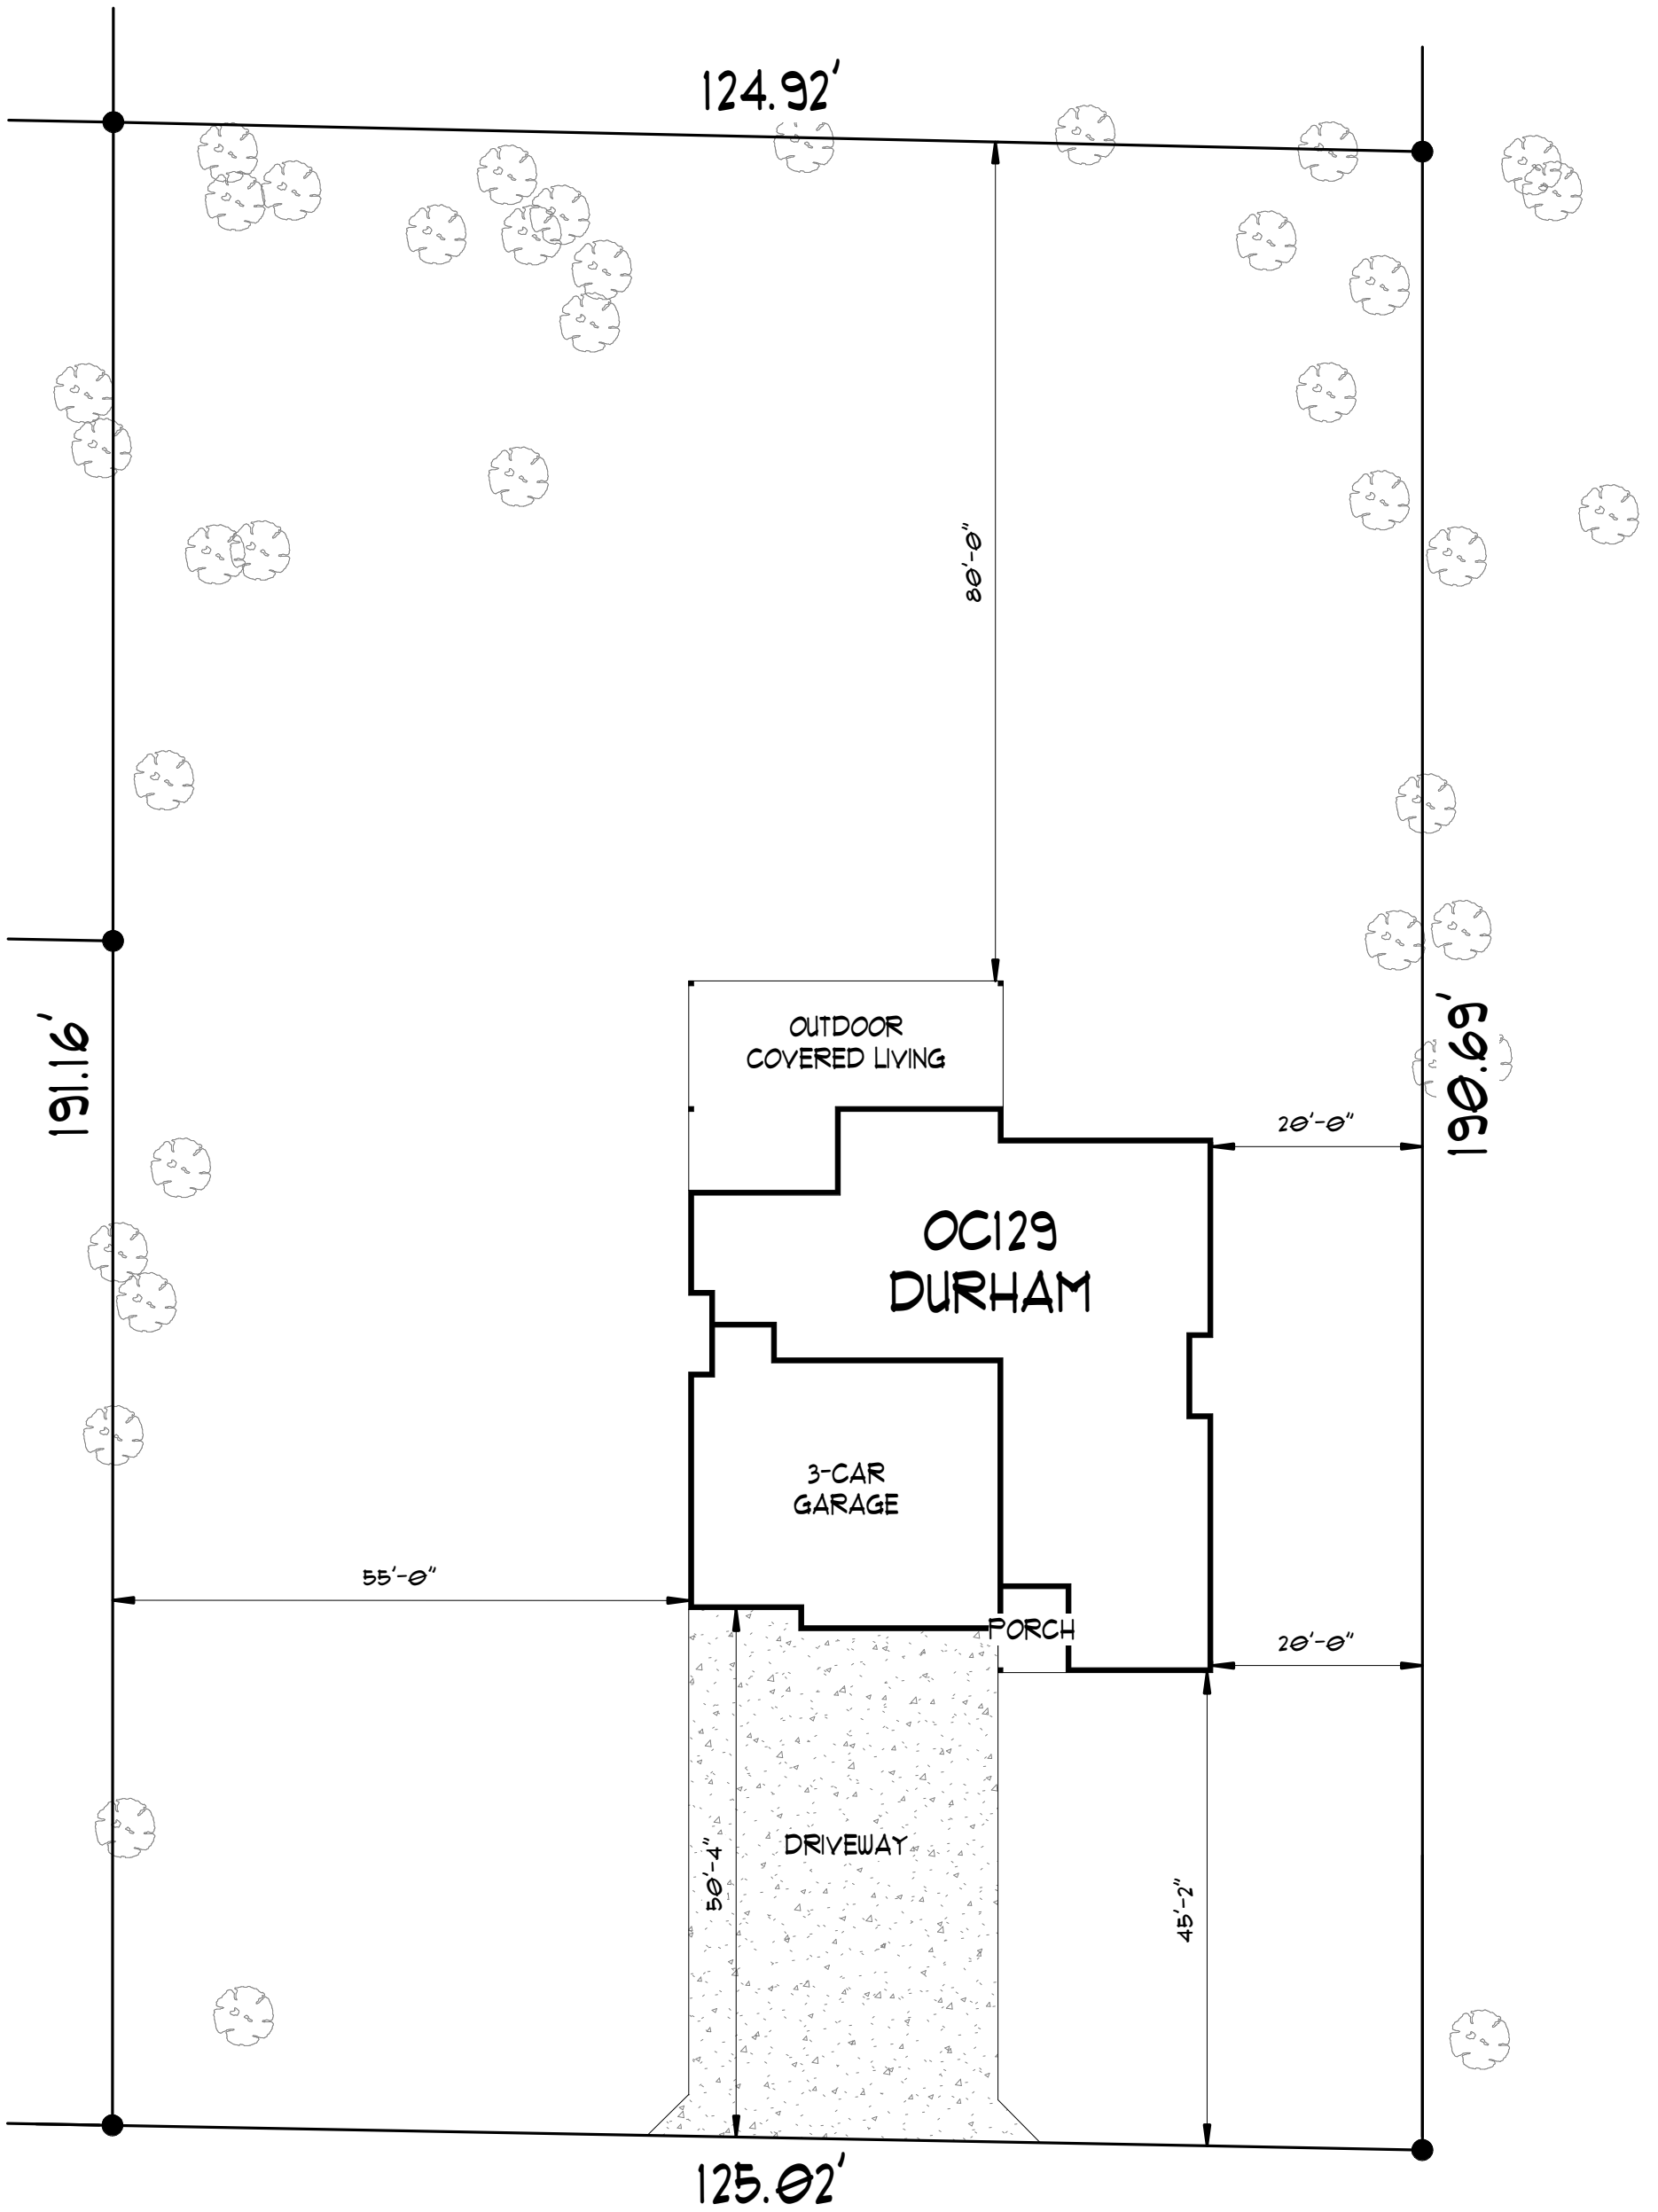 124.92'
80'-0"
OUTDOOR
COVERED LIVING
191.16'
190.69'
20'-0"
OC129
DURHAM
3-CAR
GARAGE
55'-0"
PORCH
20'-0"
DRIVEWAY
50'-4"
45'-2"
125.02'